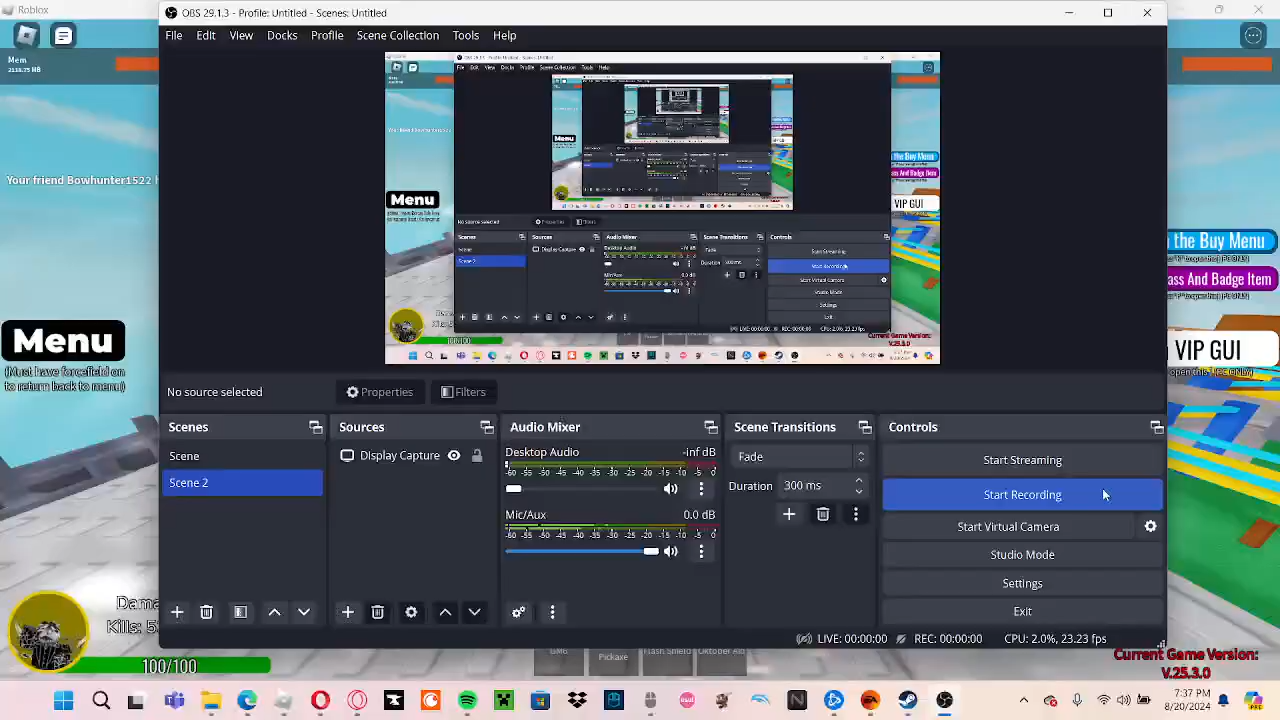 Roblox
OBS 29.1.3 - Profile: Untitled - Scenes: Untitled
File Edit View Docks Profile Scene Collection Tools Help
Mem
Your friend Bowhunter1522 h
Menu
(Must have forcefield on
to return back to menu!)
the Buy Menu
ass And Badge Item
VIP GUI
open this
No source selected
Properties
Filters
Scenes
Scene
Scene 2
Sources
Display Capture
Audio Mixer
Desktop Audio -inf dB
-60 -55 -50 -45 -40 -35 -30 -25 -20 -15 -10 -5 0
Mic/Aux 0.0 dB
-60 -55 -50 -45 -40 -35 -30 -25 -20 -15 -10 -5 0
Scene Transitions
Fade
Duration 300 ms
Controls
Start Streaming
Start Recording
Start Virtual Camera
Studio Mode
Settings
Exit
LIVE: 00:00:00 REC: 00:00:00 CPU: 2.0%, 23.23 fps
Dama
Kills: 5
100/100
Pickaxe
Flash Shield
Current Game Version:
V.25.3.0
7:37 PM
8/20/2024